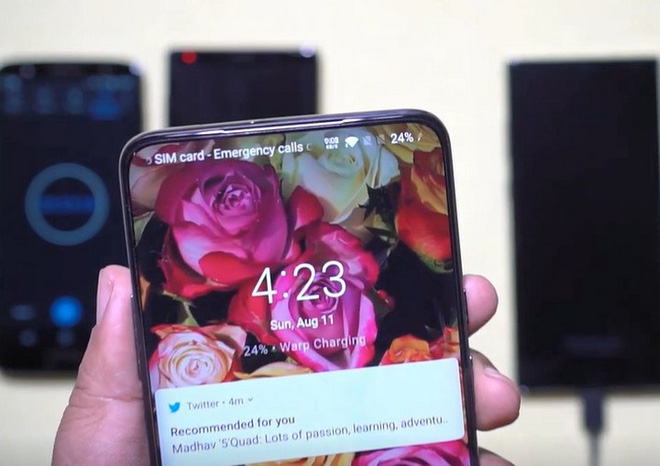 SIM card - Emergency calls
24%
4:23
Sun, Aug 11
24% • Warp Charging
Twitter • 4m
Recommended for you
Madhav '5'Quad: Lots of passion, learning, adventu..